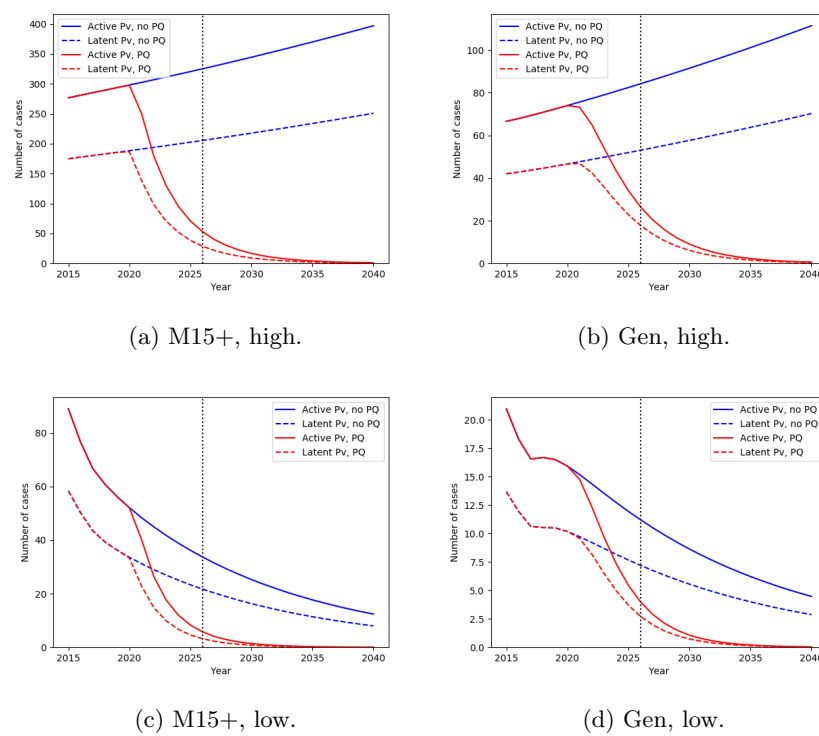 Active Pv, no PQ
Latent Pv, no PQ
Active Pv, PQ
Latent Pv, PQ
Number of cases
400
350
300
250
200
150
100
50
0
2015 2020 2025 2030 2035 2040
Year
(a) M15+, high.
Active Pv, no PQ
Latent Pv, no PQ
Active Pv, PQ
Latent Pv, PQ
Number of cases
100
80
60
40
20
0
2015 2020 2025 2030 2035 2040
Year
(b) Gen, high.
Active Pv, no PQ
Latent Pv, no PQ
Active Pv, PQ
Latent Pv, PQ
Number of cases
80
60
40
20
0
2015 2020 2025 2030 2035 2040
Year
(c) M15+, low.
Active Pv, no PQ
Latent Pv, no PQ
Active Pv, PQ
Latent Pv, PQ
Number of cases
20.0
17.5
15.0
12.5
10.0
7.5
5.0
2.5
0.0
2015 2020 2025 2030 2035 2040
Year
(d) Gen, low.